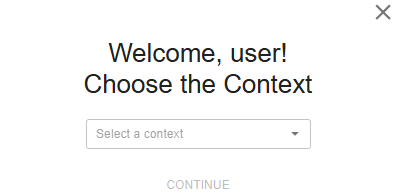 Welcome, user!
Choose the Context
Select a context
CONTINUE